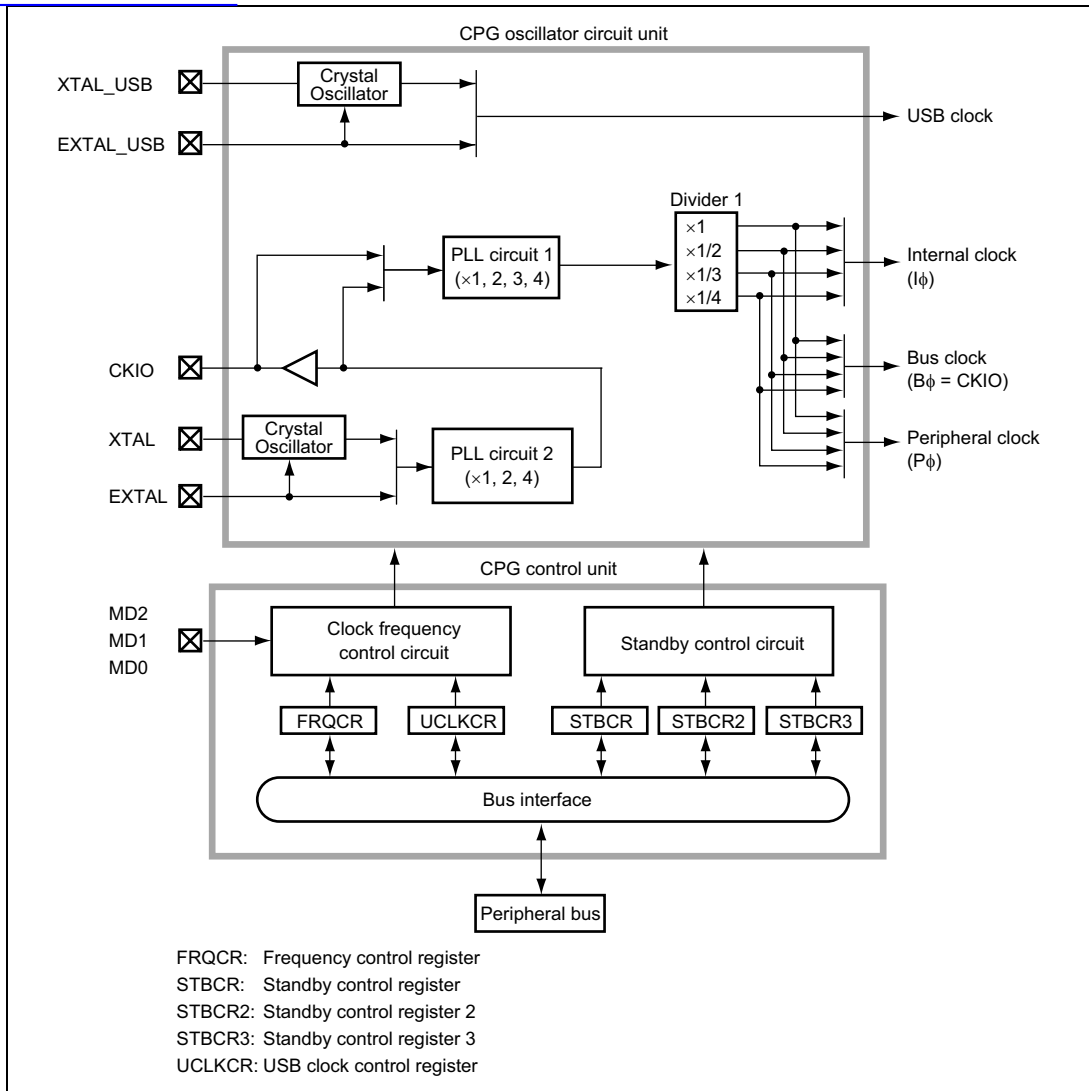 CPG oscillator circuit unit
XTAL_USB
Crystal
Oscillator
EXTAL_USB
USB clock
Divider 1
×1
×1/2
×1/3
×1/4
PLL circuit 1
(×1, 2, 3, 4)
Internal clock
(Iϕ)
CKIO
Bus clock
(Bϕ = CKIO)
XTAL
Crystal
Oscillator
PLL circuit 2
(×1, 2, 4)
Peripheral clock
(Pϕ)
EXTAL
CPG control unit
MD2
MD1
MD0
Clock frequency
control circuit
Standby control circuit
FRQCR
UCLKCR
STBCR
STBCR2
STBCR3
Bus interface
Peripheral bus
FRQCR: Frequency control register
STBCR: Standby control register
STBCR2: Standby control register 2
STBCR3: Standby control register 3
UCLKCR: USB clock control register